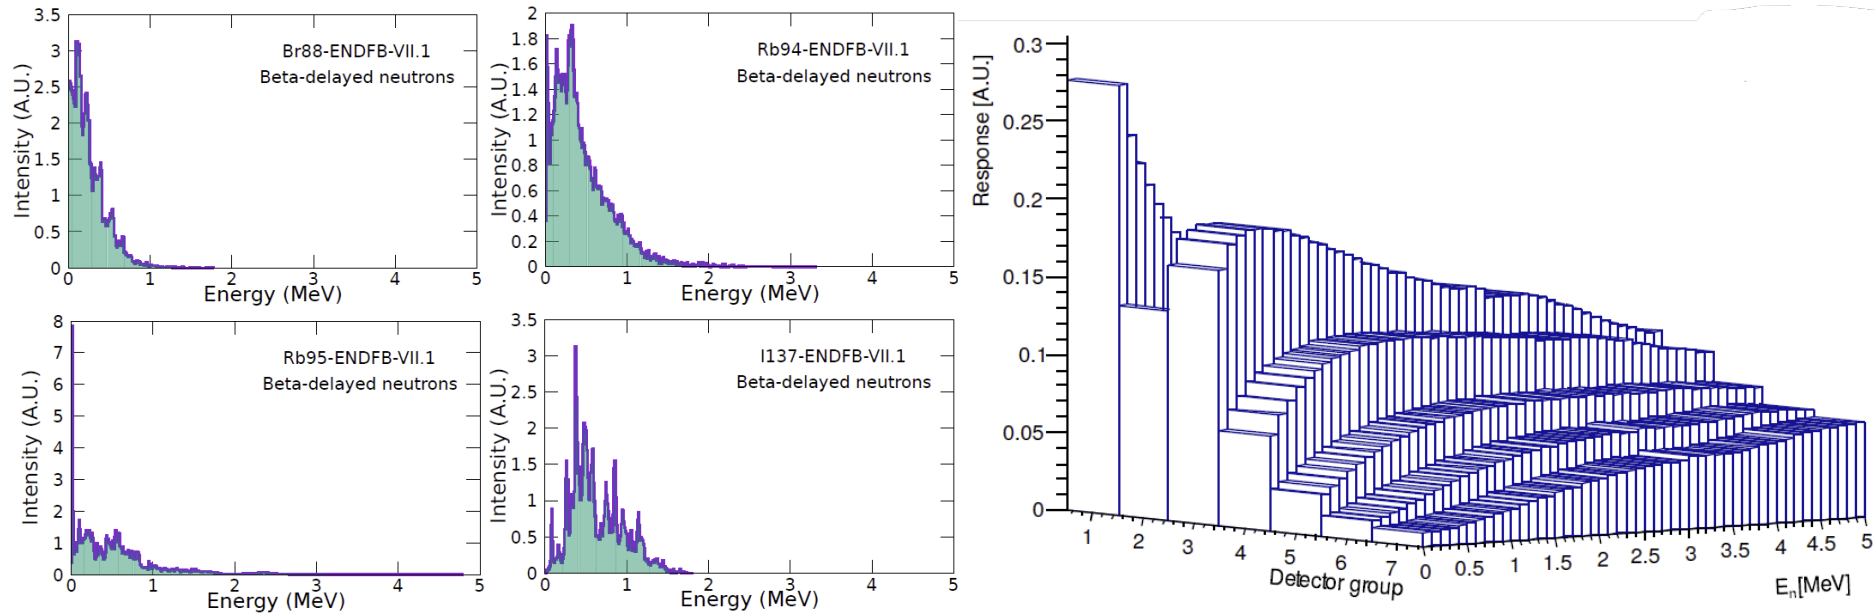 Br88-ENDFB-VII.1
Beta-delayed neutrons
Intensity (A.U.)
3.5
3
2.5
2
1.5
1
0.5
0
0 1 2 3 4 5
Energy (MeV)
Rb94-ENDFB-VII.1
Beta-delayed neutrons
Intensity (A.U.)
2
1.8
1.6
1.4
1.2
1
0.8
0.6
0.4
0.2
0
0 1 2 3 4 5
Energy (MeV)
Rb95-ENDFB-VII.1
Beta-delayed neutrons
Intensity (A.U.)
8
7
6
5
4
3
2
1
0
0 1 2 3 4 5
Energy (MeV)
I137-ENDFB-VII.1
Beta-delayed neutrons
Intensity (A.U.)
3.5
3
2.5
2
1.5
1
0.5
0
0 1 2 3 4 5
Energy (MeV)
Response [A.U.]
0.3
0.25
0.2
0.15
0.1
0.05
0
1 2 3 4 5 6 7
Detector group
0 0.5 1 1.5 2 2.5 3 3.5 4 4.5 5
En[MeV]